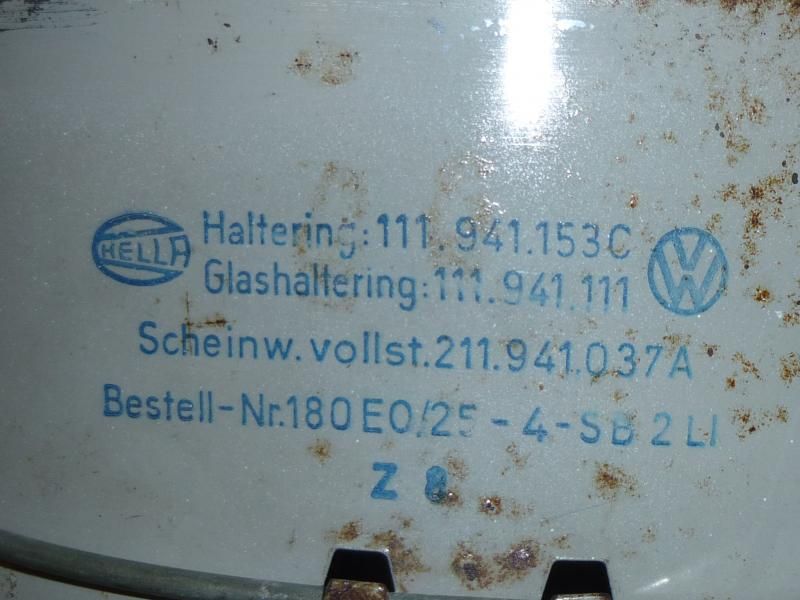 HELLA
Haltering: 111.941.153C
Glashaltering: 111.941.111
VW
Scheinw. vollst. 211.941.037A
Bestell-Nr. 180 EO/25 - 4 - SB 2 LI
Z 8